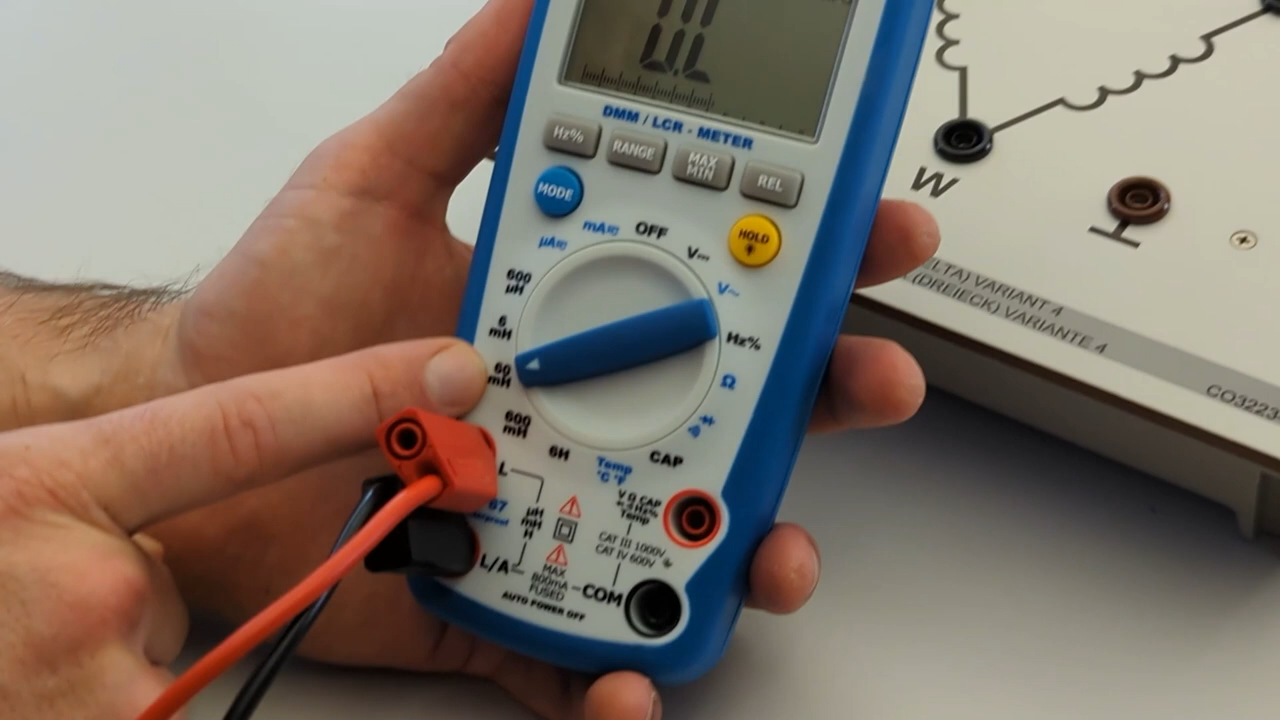 0.L
DMM / LCR - METER
Hz%
RANGE
MAX
MIN
REL
MODE
HOLD
µA
mA
OFF
V
V~
Hz%
Ω
CAP
Temp
°C °F
6H
600
mH
60
mH
6
mH
600
µH
L
67
µH
mH
H
L/A
MAX
800mA
FUSED
AUTO POWER OFF
V Ω CAP
Hz%
Temp
CAT III 1000V
CAT IV 600V
COM
W
LTA) VARIANT 4
(DREIECK) VARIANTE 4
CO3223